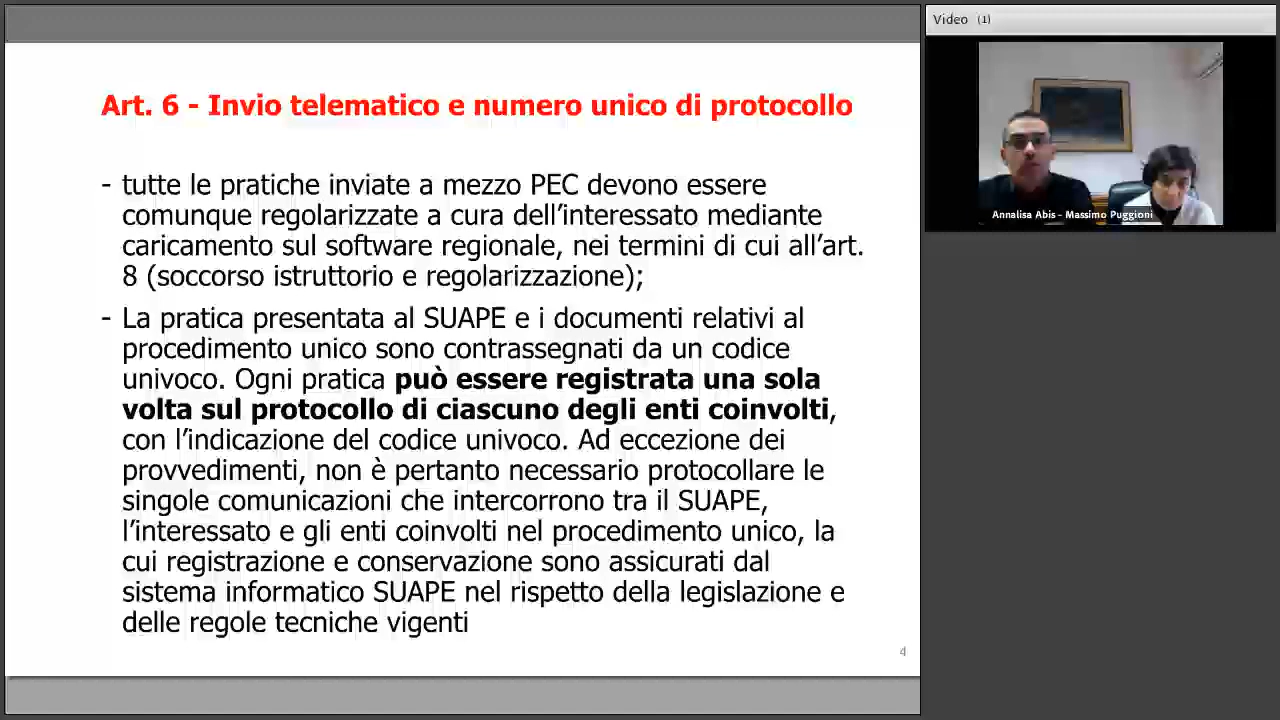 Art. 6 - Invio telematico e numero unico di protocollo
- tutte le pratiche inviate a mezzo PEC devono essere
comunque regolarizzate a cura dell'interessato mediante
caricamento sul software regionale, nei termini di cui all'art.
8 (soccorso istruttorio e regolarizzazione);
- La pratica presentata al SUAPE e i documenti relativi al
procedimento unico sono contrassegnati da un codice
univoco. Ogni pratica può essere registrata una sola
volta sul protocollo di ciascuno degli enti coinvolti,
con l'indicazione del codice univoco. Ad eccezione dei
provvedimenti, non è pertanto necessario protocollare le
singole comunicazioni che intercorrono tra il SUAPE,
l'interessato e gli enti coinvolti nel procedimento unico, la
cui registrazione e conservazione sono assicurati dal
sistema informatico SUAPE nel rispetto della legislazione e
delle regole tecniche vigenti
4
Video (1)
Annalisa Abis - Massimo Puggioni